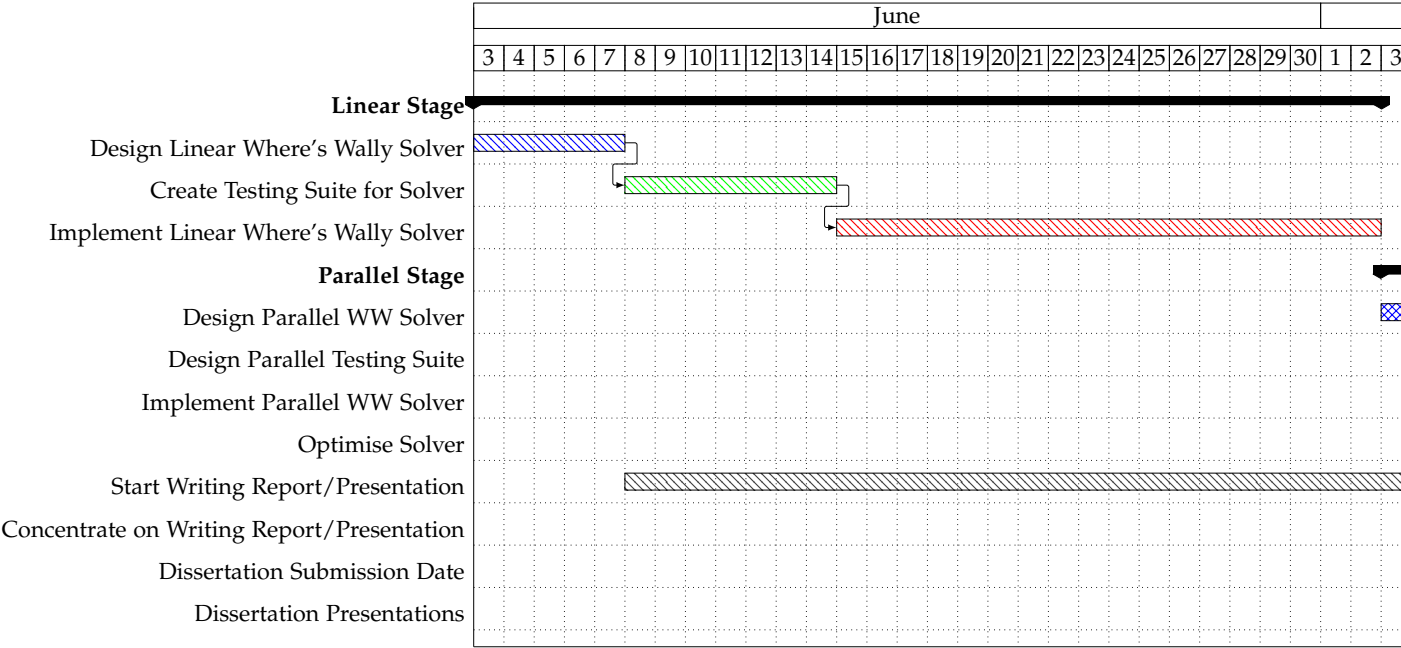 June
3 4 5 6 7 8 9 10 11 12 13 14 15 16 17 18 19 20 21 22 23 24 25 26 27 28 29 30 1 2 3
Linear Stage
Design Linear Where's Wally Solver
Create Testing Suite for Solver
Implement Linear Where's Wally Solver
Parallel Stage
Design Parallel WW Solver
Design Parallel Testing Suite
Implement Parallel WW Solver
Optimise Solver
Start Writing Report/Presentation
Concentrate on Writing Report/Presentation
Dissertation Submission Date
Dissertation Presentations